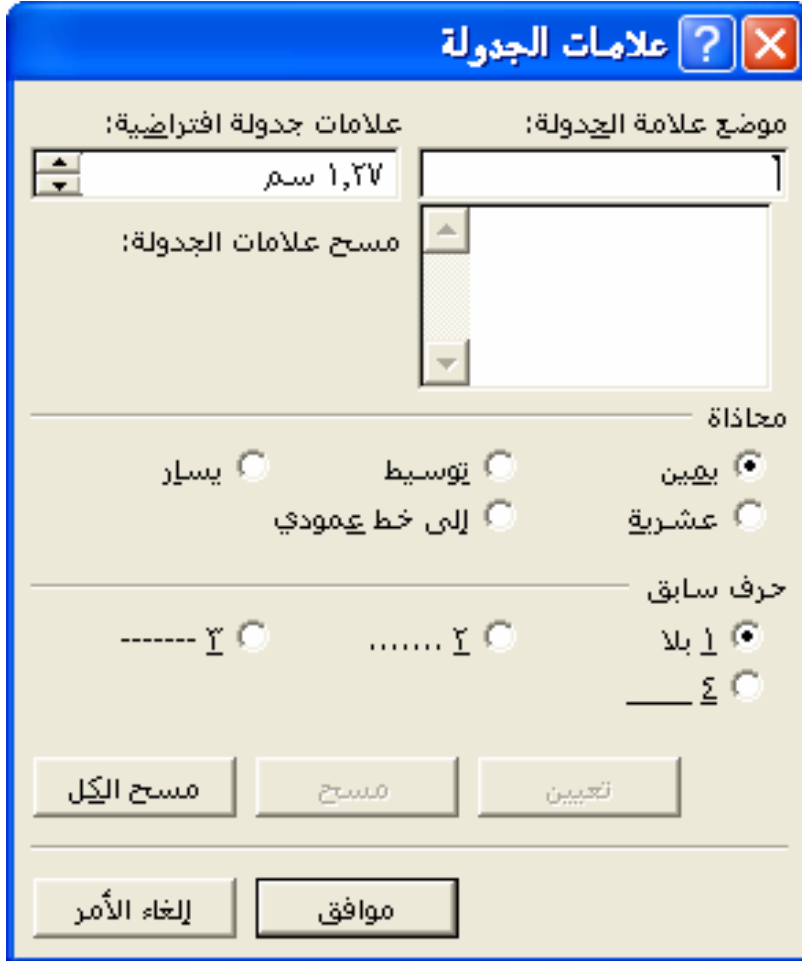 علامات الجدولة
موضع علامة الجدولة: علامات جدولة افتراضية:
١,٢٧ سم
مسح علامات الجدولة:
محاذاة
يمين توسيط يسار
عشرية إلى خط عمودي
حرف سابق
١ بلا ٢ ....... ٣ -------
٤ ____
تعيين مسح مسح الكل
موافق إلغاء الأمر